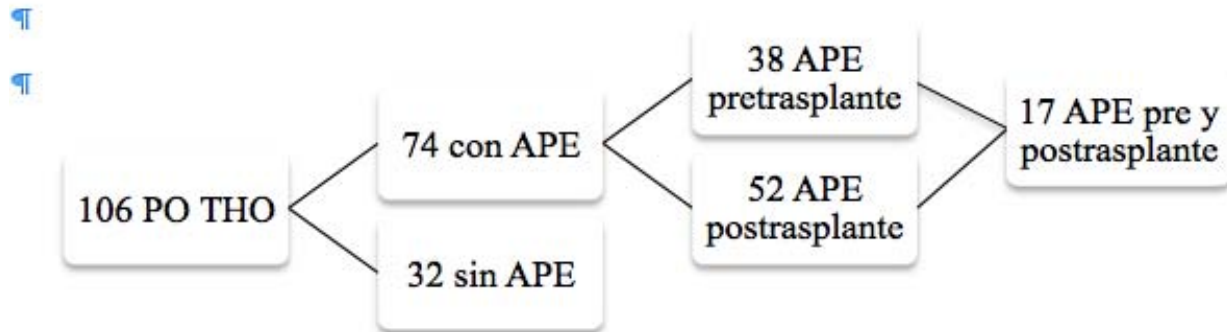 ¶
¶
106 PO THO
74 con APE
32 sin APE
38 APE
pretrasplante
52 APE
postrasplante
17 APE pre y
postrasplante